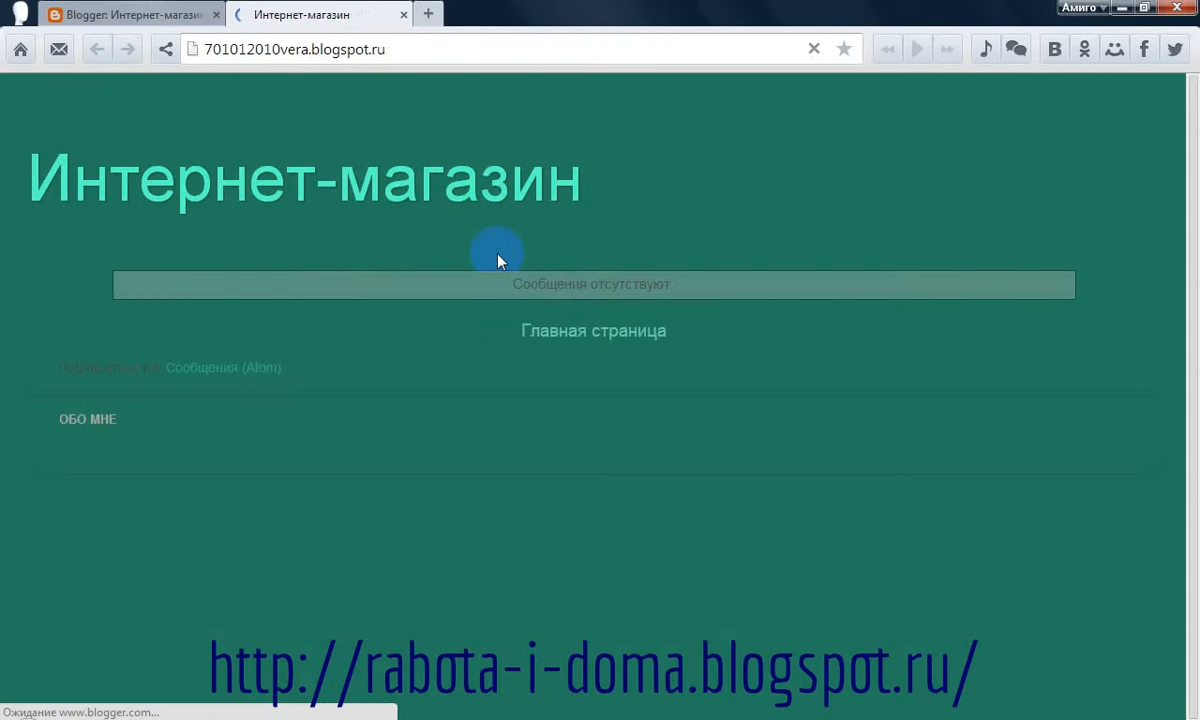 Blogger: Интернет-магазин
Интернет-магазин
Амиго
701012010vera.blogspot.ru
Интернет-магазин
Сообщения отсутствуют
Главная страница
Сообщения (Atom)
ОБО МНЕ
http://rabota-i-doma.blogspot.ru/
Ожидание www.blogger.com...